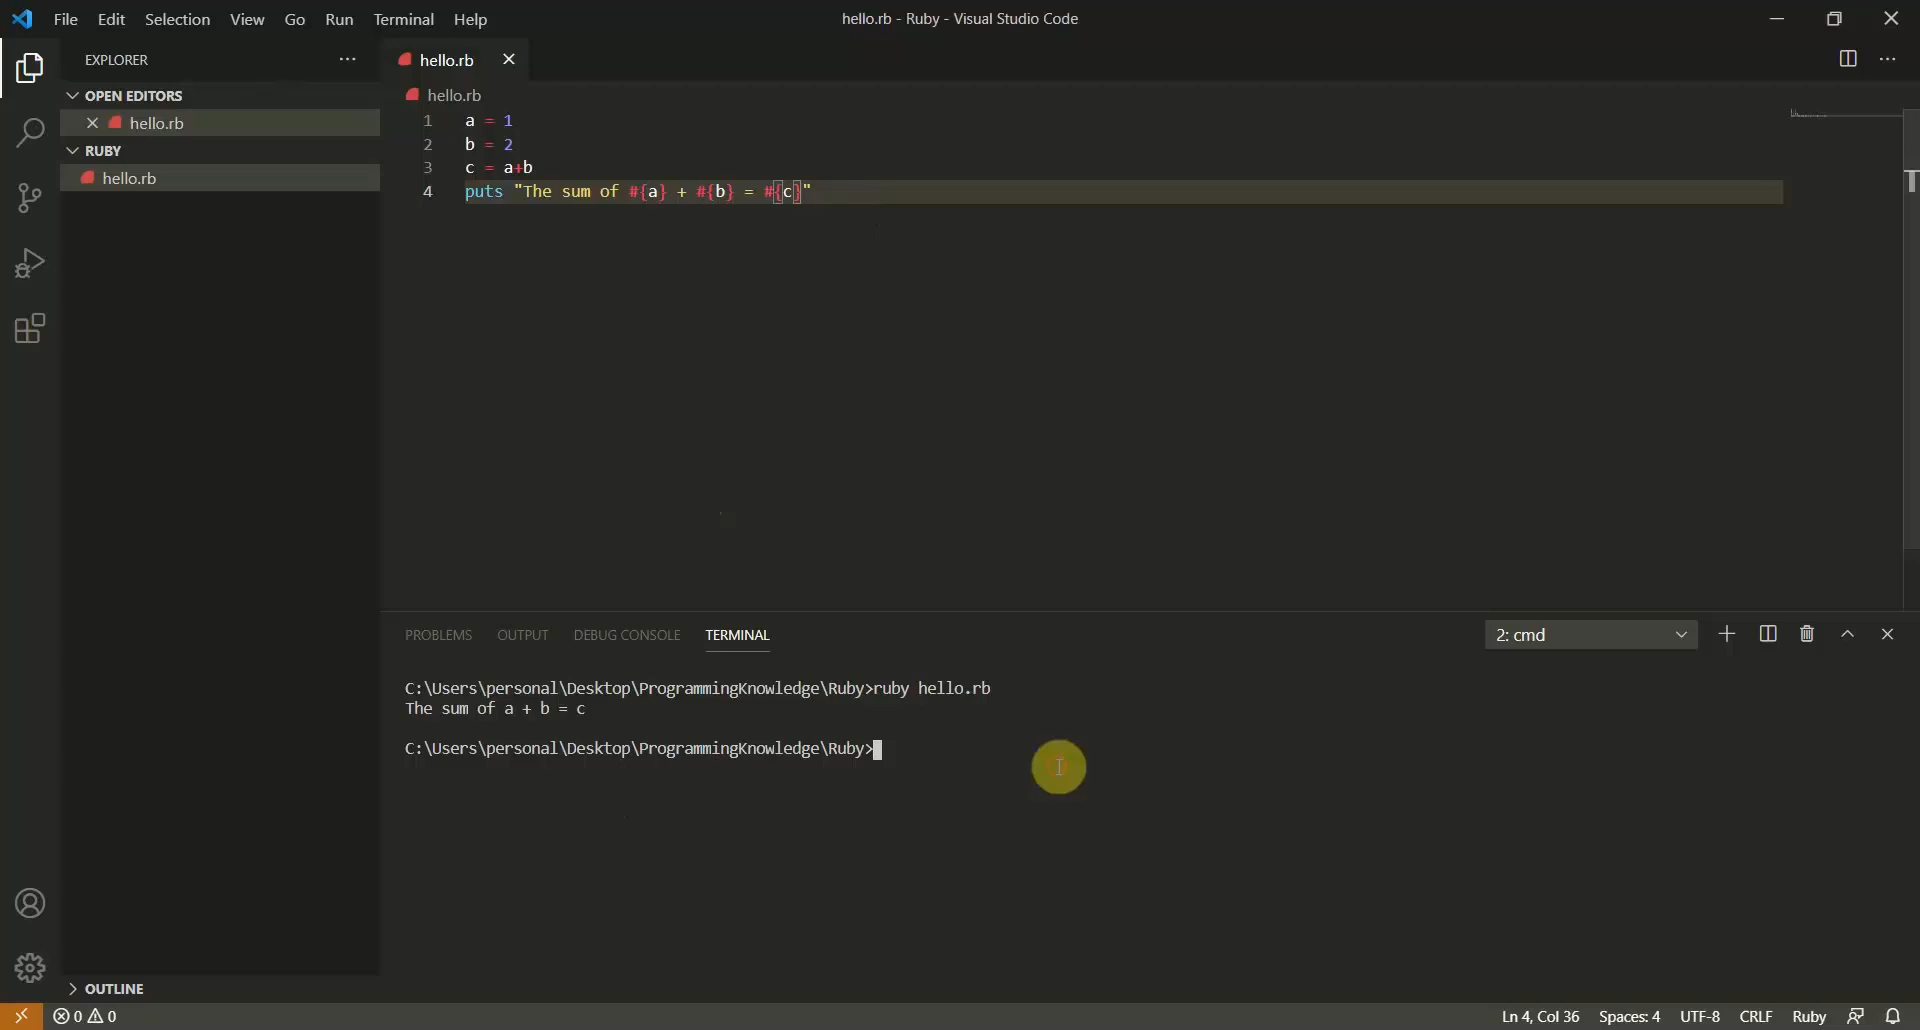 File Edit Selection View Go Run Terminal Help
hello.rb - Ruby - Visual Studio Code
EXPLORER
OPEN EDITORS
hello.rb
RUBY
hello.rb
OUTLINE
hello.rb
hello.rb
1 a = 1
2 b = 2
3 c = a+b
4 puts "The sum of #{a} + #{b} = #{c}"
PROBLEMS OUTPUT DEBUG CONSOLE TERMINAL
2: cmd
C:\Users\personal\Desktop\ProgrammingKnowledge\Ruby>ruby hello.rb
The sum of a + b = c
C:\Users\personal\Desktop\ProgrammingKnowledge\Ruby>
0 0
Ln 4, Col 36 Spaces: 4 UTF-8 CRLF Ruby